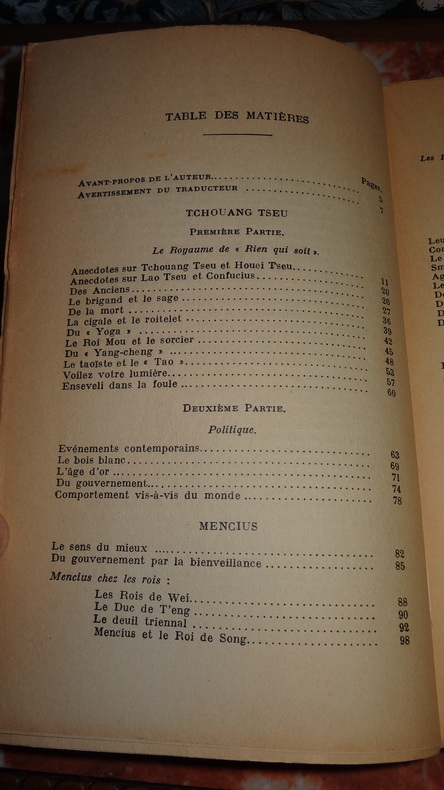 TABLE DES MATIÈRES
Pages.
AVANT-PROPOS DE L'AUTEUR 5
AVERTISSEMENT DU TRADUCTEUR 7
TCHOUANG TSEU
PREMIÈRE PARTIE.
Le Royaume de « Rien qui soit ».
Anecdotes sur Tchouang Tseu et Houei Tseu 11
Anecdotes sur Lao Tseu et Confucius 20
Des Anciens 26
Le brigand et le sage 27
De la mort 36
La cigale et le roitelet 39
Du « Yoga » 42
Le Roi Mou et le sorcier 45
Du « Yang-cheng » 48
Le taoïste et le « Tao » 53
Voilez votre lumière 57
Enseveli dans la foule 60
DEUXIÈME PARTIE.
Politique.
Evénements contemporains 63
Le bois blanc 69
L'âge d'or 71
Du gouvernement 74
Comportement vis-à-vis du monde 78
MENCIUS
Le sens du mieux 82
Du gouvernement par la bienveillance 85
Mencius chez les rois :
Les Rois de Wei 88
Le Duc de T'eng 90
Le deuil triennal 92
Mencius et le Roi de Song 98